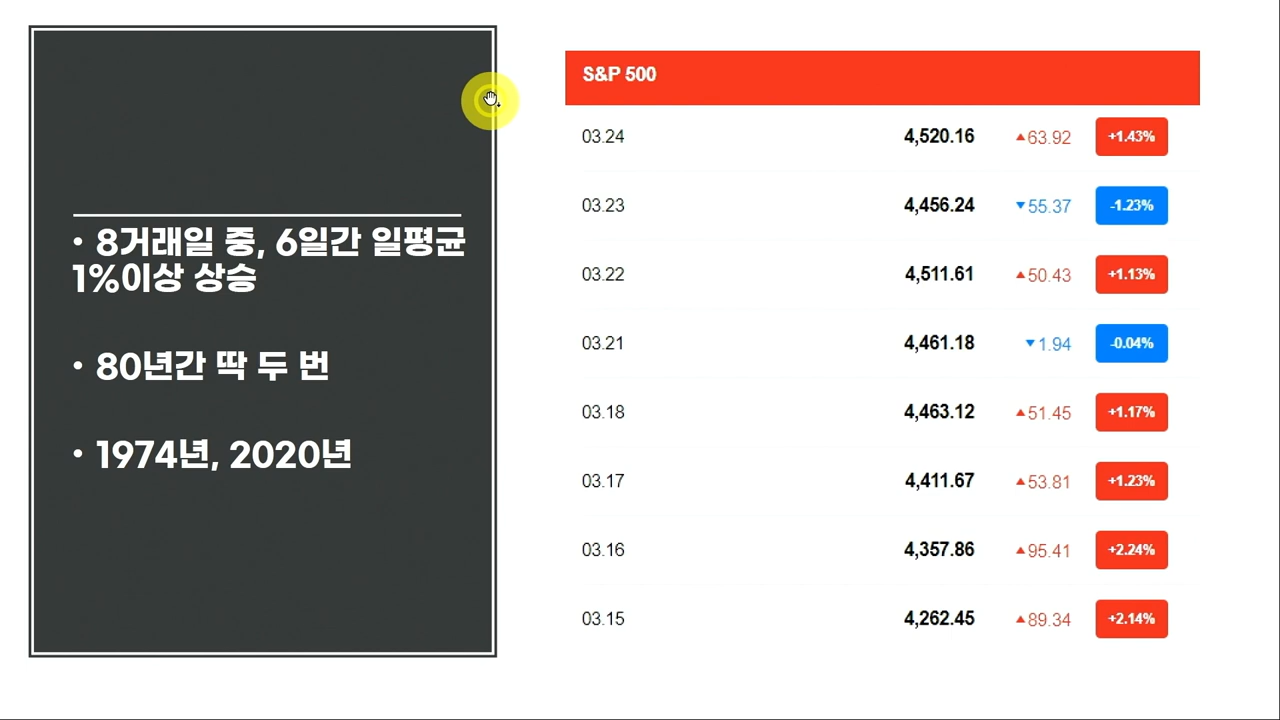 • 8거래일 중, 6일간 일평균
1%이상 상승
• 80년간 딱 두 번
• 1974년, 2020년
S&P 500
03.24 4,520.16 ▲63.92 +1.43%
03.23 4,456.24 ▼55.37 -1.23%
03.22 4,511.61 ▲50.43 +1.13%
03.21 4,461.18 ▼1.94 -0.04%
03.18 4,463.12 ▲51.45 +1.17%
03.17 4,411.67 ▲53.81 +1.23%
03.16 4,357.86 ▲95.41 +2.24%
03.15 4,262.45 ▲89.34 +2.14%